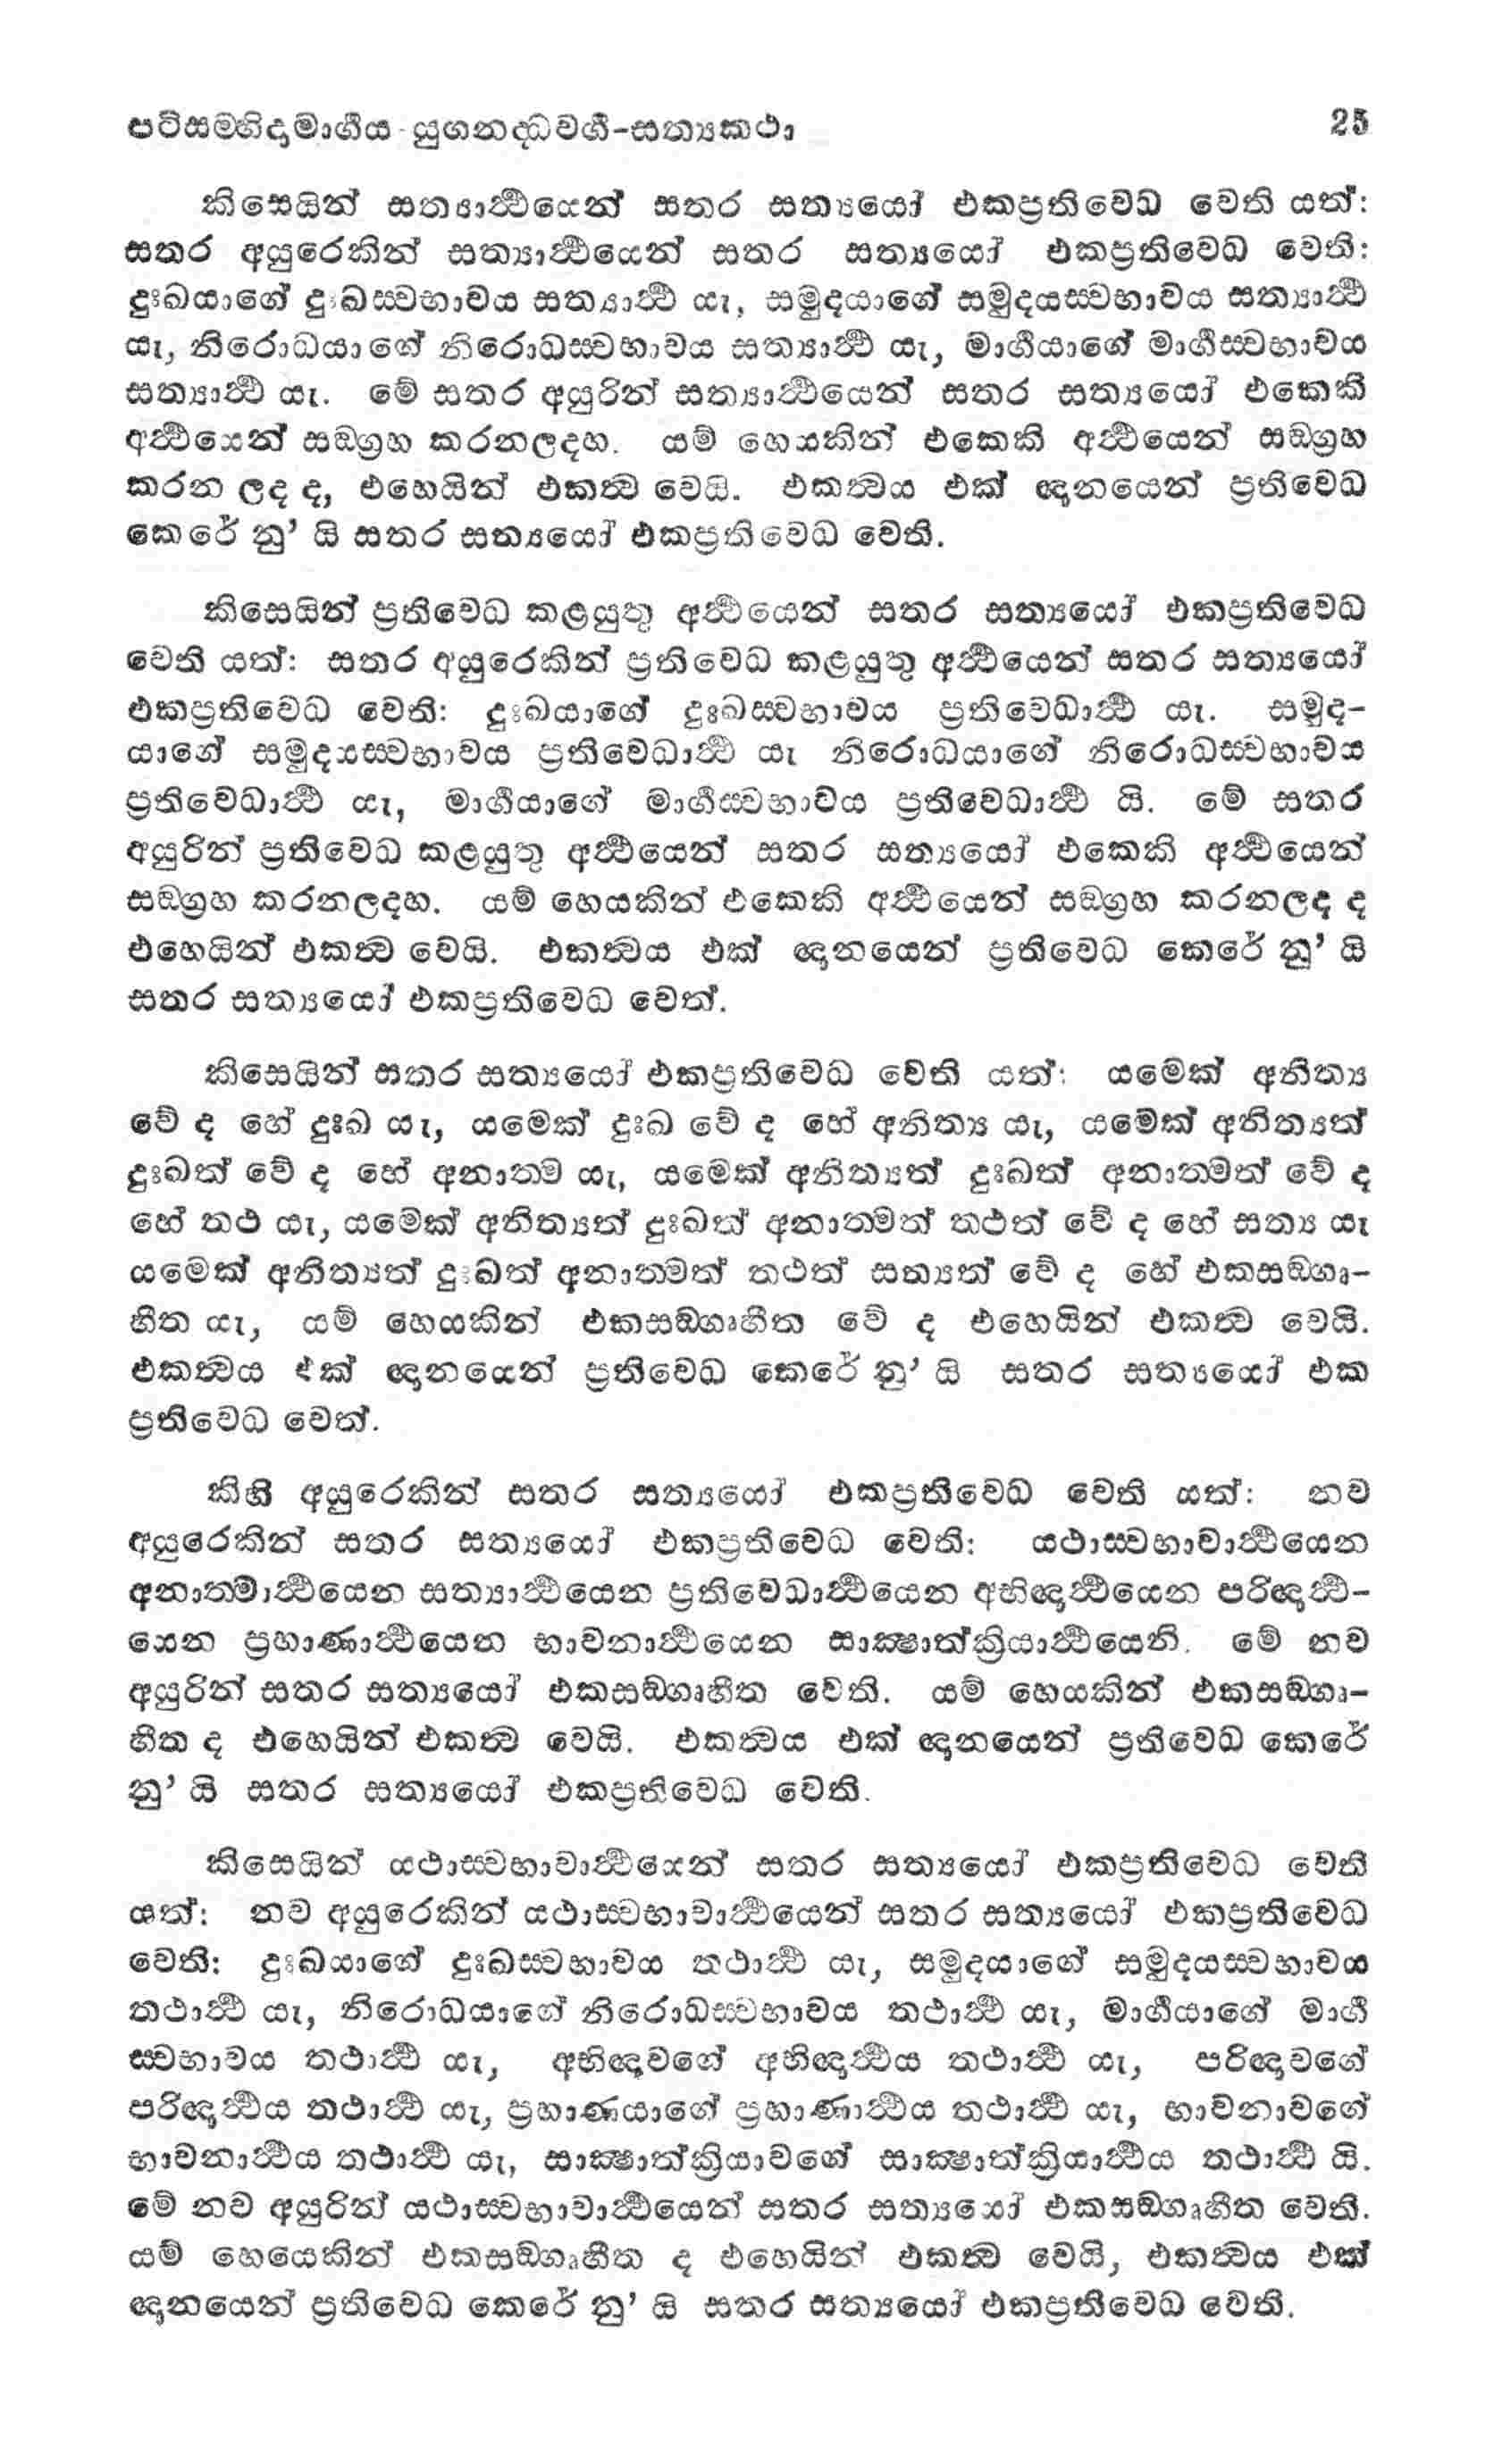 පටිසම්භිදාමාර්ගය - යුගනද්ධවර්ග-සත්‍යකථා 25
කිසෙයින් සත්‍යාර්ත්‍ථයෙන් සතර සත්‍යයෝ එකප්‍රතිවෙධ වෙති යත්:
සතර අයුරෙකින් සත්‍යාර්ත්‍ථයෙන් සතර සත්‍යයෝ එකප්‍රතිවෙධ වෙති:
දුඃඛයාගේ දුඃඛස්වභාවය සත්‍යාර්ත්‍ථ යැ, සමුදයාගේ සමුදයස්වභාවය සත්‍යාර්ත්‍ථ
යැ, නිරොධයාගේ නිරොධස්වභාවය සත්‍යාර්ත්‍ථ යැ, මාර්ගයාගේ මාර්ගස්වභාවය
සත්‍යාර්ත්‍ථ යැ. මේ සතර අයුරින් සත්‍යාර්ත්‍ථයෙන් සතර සත්‍යයෝ එකෙකි
අර්ත්‍ථයෙන් සඞ්ග්‍රහ කරනලදහ. යම් හෙයකින් එකෙකි අර්ත්‍ථයෙන් සඞ්ග්‍රහ
කරන ලද ද, එහෙයින් එකත්‍ව වෙයි. එකත්‍වය එක් ඥානයෙන් ප්‍රතිවෙධ
කෙරේ නු’ යි සතර සත්‍යයෝ එකප්‍රතිවෙධ වෙති.
කිසෙයින් ප්‍රතිවෙධ කළයුතු අර්ත්‍ථයෙන් සතර සත්‍යයෝ එකප්‍රතිවෙධ
වෙති යත්: සතර අයුරෙකින් ප්‍රතිවෙධ කළයුතු අර්ත්‍ථයෙන් සතර සත්‍යයෝ
එකප්‍රතිවෙධ වෙති: දුඃඛයාගේ දුඃඛස්වභාවය ප්‍රතිවෙධාර්ත්‍ථ යැ. සමුද-
යාගේ සමුදයස්වභාවය ප්‍රතිවෙධාර්ත්‍ථ යැ නිරොධයාගේ නිරොධස්වභාවය
ප්‍රතිවෙධාර්ත්‍ථ යැ, මාර්ගයාගේ මාර්ගස්වභාවය ප්‍රතිවෙධාර්ත්‍ථ යි. මේ සතර
අයුරින් ප්‍රතිවෙධ කළයුතු අර්ත්‍ථයෙන් සතර සත්‍යයෝ එකෙකි අර්ත්‍ථයෙන්
සඞ්ග්‍රහ කරනලදහ. යම් හෙයකින් එකෙකි අර්ත්‍ථයෙන් සඞ්ග්‍රහ කරනලද ද
එහෙයින් එකත්‍ව වෙයි. එකත්‍වය එක් ඥානයෙන් ප්‍රතිවෙධ කෙරේ නු’ යි
සතර සත්‍යයෝ එකප්‍රතිවෙධ වෙත්.
කිසෙයින් සතර සත්‍යයෝ එකප්‍රතිවෙධ වෙති යත්: යමෙක් අනිත්‍ය
වේ ද හේ දුඃඛ යැ, යමෙක් දුඃඛ වේ ද හේ අනිත්‍ය යැ, යමෙක් අනිත්‍යත්
දුඃඛත් වේ ද හේ අනාත්ම යැ, යමෙක් අනිත්‍යත් දුඃඛත් අනාත්මත් වේ ද
හේ තථ යැ, යමෙක් අනිත්‍යත් දුඃඛත් අනාත්මත් තථත් වේ ද හේ සත්‍ය යැ
යමෙක් අනිත්‍යත් දුඃඛත් අනාත්මත් තථත් සත්‍යත් වේ ද හේ එකසඞ්ගෘ-
හීත යැ, යම් හෙයකින් එකසඞ්ගෘහීත වේ ද එහෙයින් එකත්‍ව වෙයි.
එකත්‍වය එක් ඥානයෙන් ප්‍රතිවෙධ කෙරේ නු’ යි සතර සත්‍යයෝ එක
ප්‍රතිවෙධ වෙත්.
කිහි අයුරෙකින් සතර සත්‍යයෝ එකප්‍රතිවෙධ වෙති යත්: නව
අයුරෙකින් සතර සත්‍යයෝ එකප්‍රතිවෙධ වෙති: යථාස්වභාවාර්ත්‍ථයෙන
අනාත්මාර්ත්‍ථයෙන සත්‍යාර්ත්‍ථයෙන ප්‍රතිවෙධාර්ත්‍ථයෙන අභිඥාර්ත්‍ථයෙන පරිඥාර්ත්‍ථ-
යෙන ප්‍රහාණාර්ත්‍ථයෙන භාවනාර්ත්‍ථයෙන සාක්‍ෂාත්ක්‍රියාර්ත්‍ථයෙනි. මේ නව
අයුරින් සතර සත්‍යයෝ එකසඞ්ගෘහීත වෙති. යම් හෙයකින් එකසඞ්ගෘ-
හීත ද එහෙයින් එකත්‍ව වෙයි. එකත්‍වය එක් ඥානයෙන් ප්‍රතිවෙධ කෙරේ
නු’ යි සතර සත්‍යයෝ එකප්‍රතිවෙධ වෙති.
කිසෙයින් යථාස්වභාවාර්ත්‍ථයෙන් සතර සත්‍යයෝ එකප්‍රතිවෙධ වෙති
යත්: නව අයුරෙකින් යථාස්වභාවාර්ත්‍ථයෙන් සතර සත්‍යයෝ එකප්‍රතිවෙධ
වෙති: දුඃඛයාගේ දුඃඛස්වභාවය තථාර්ත්‍ථ යැ, සමුදයාගේ සමුදයස්වභාවය
තථාර්ත්‍ථ යැ, නිරොධයාගේ නිරොධස්වභාවය තථාර්ත්‍ථ යැ, මාර්ගයාගේ මාර්ග
ස්වභාවය තථාර්ත්‍ථ යැ, අභිඥාවගේ අභිඥාර්ත්‍ථය තථාර්ත්‍ථ යැ, පරිඥාවගේ
පරිඥාර්ත්‍ථය තථාර්ත්‍ථ යැ, ප්‍රහාණයාගේ ප්‍රහාණාර්ත්‍ථය තථාර්ත්‍ථ යැ, භාවනාවගේ
භාවනාර්ත්‍ථය තථාර්ත්‍ථ යැ, සාක්‍ෂාත්ක්‍රියාවගේ සාක්‍ෂාත්ක්‍රියාර්ත්‍ථය තථාර්ත්‍ථ යි.
මේ නව අයුරින් යථාස්වභාවාර්ත්‍ථයෙන් සතර සත්‍යයෝ එකසඞ්ගෘහීත වෙති.
යම් හෙයෙකින් එකසඞ්ගෘහීත ද එහෙයින් එකත්‍ව වෙයි, එකත්‍වය එක්
ඥානයෙන් ප්‍රතිවෙධ කෙරේ නු’ යි සතර සත්‍යයෝ එකප්‍රතිවෙධ වෙති.